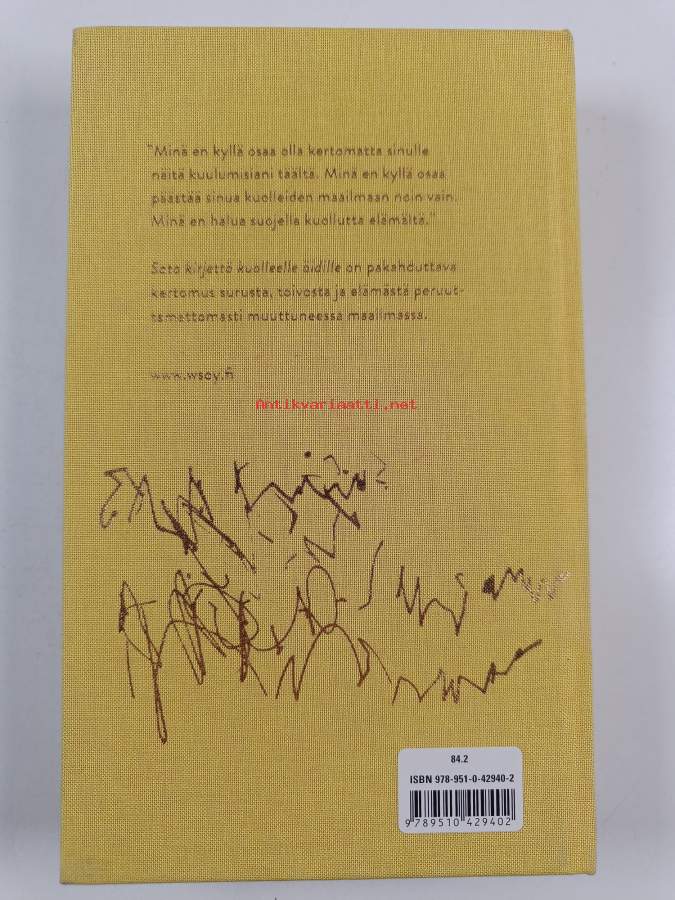 "Minä en kyllä osaa olla kertomatta sinulle
näitä kuulumisiani täältä. Minä en kyllä osaa
päästää sinua kuolleiden maailmaan noin vain.
Minä en halua suojella kuollutta elämältä."
Sata kirjettä kuolleelle äidille on pakahduttava
kertomus surusta, toivosta ja elämästä peruut-
tamattomasti muuttuneessa maailmassa.
www.wsoy.fi
Antikvariaatti.net
84.2
ISBN 978-951-0-42940-2
9 789510 429402